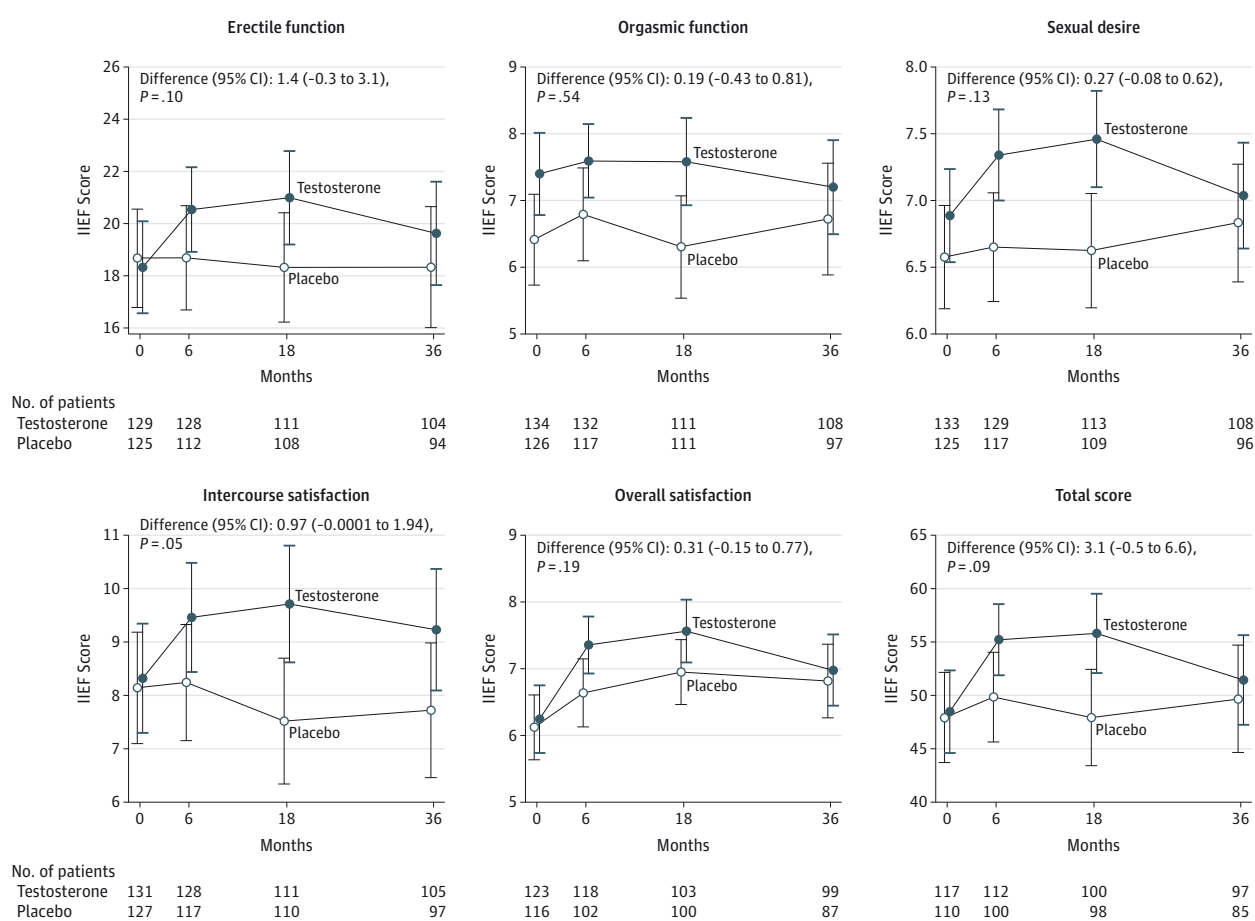 Erectile function
26
24
22
20
18
16
IIEF Score
Difference (95% CI): 1.4 (-0.3 to 3.1),
P = .10
Testosterone
Placebo
0 6 18 36
Months
Orgasmic function
9
8
7
6
5
IIEF Score
Difference (95% CI): 0.19 (-0.43 to 0.81),
P = .54
Testosterone
Placebo
0 6 18 36
Months
Sexual desire
8.0
7.5
7.0
6.5
6.0
IIEF Score
Difference (95% CI): 0.27 (-0.08 to 0.62),
P = .13
Testosterone
Placebo
0 6 18 36
Months
No. of patients
Testosterone 129 128 111 104 134 132 111 108 133 129 113 108
Placebo 125 112 108 94 126 117 111 97 125 117 109 96
Intercourse satisfaction
11
10
9
8
7
6
IIEF Score
Difference (95% CI): 0.97 (-0.0001 to 1.94),
P = .05
Testosterone
Placebo
0 6 18 36
Months
Overall satisfaction
9
8
7
6
5
IIEF Score
Difference (95% CI): 0.31 (-0.15 to 0.77),
P = .19
Testosterone
Placebo
0 6 18 36
Months
Total score
65
60
55
50
45
40
IIEF Score
Difference (95% CI): 3.1 (-0.5 to 6.6),
P = .09
Testosterone
Placebo
0 6 18 36
Months
No. of patients
Testosterone 131 128 111 105 123 118 103 99 117 112 100 97
Placebo 127 117 110 97 116 102 100 87 110 100 98 85